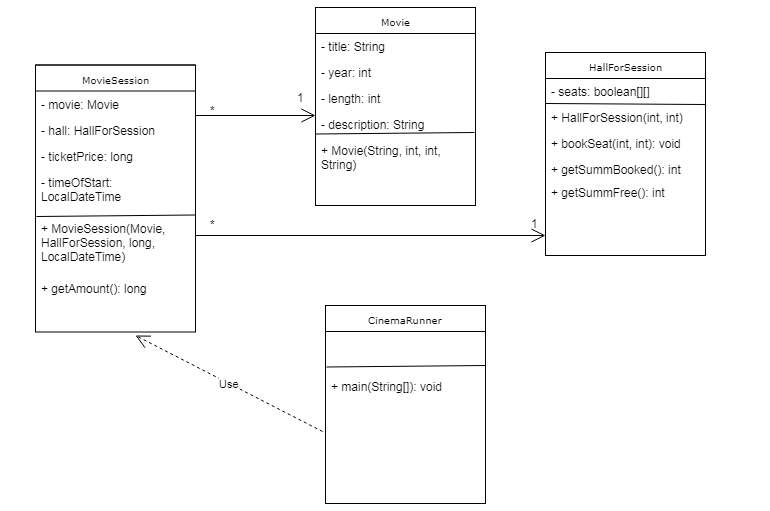 Movie
- title: String
- year: int
- length: int
- description: String
+ Movie(String, int, int,
String)
MovieSession
- movie: Movie
- hall: HallForSession
- ticketPrice: long
- timeOfStart:
LocalDateTime
+ MovieSession(Movie,
HallForSession, long,
LocalDateTime)
+ getAmount(): long
*
1
*
1
HallForSession
- seats: boolean[][]
+ HallForSession(int, int)
+ bookSeat(int, int): void
+ getSummBooked(): int
+ getSummFree(): int
Use
CinemaRunner
+ main(String[]): void